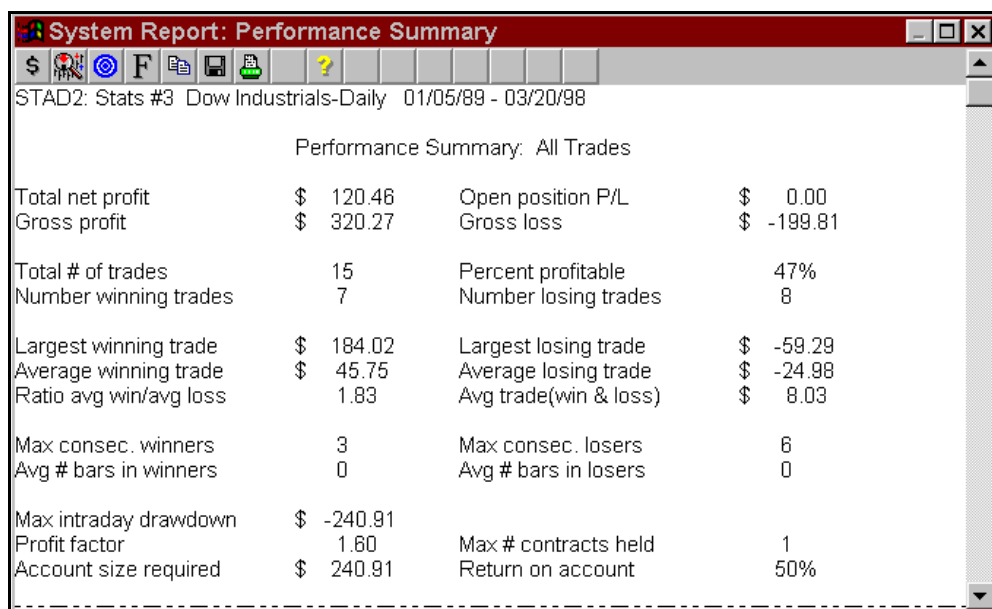 System Report: Performance Summary
$ F ?
STAD2: Stats #3 Dow Industrials-Daily 01/05/89 - 03/20/98
Performance Summary: All Trades
Total net profit $ 120.46 Open position P/L $ 0.00
Gross profit $ 320.27 Gross loss $ -199.81
Total # of trades 15 Percent profitable 47%
Number winning trades 7 Number losing trades 8
Largest winning trade $ 184.02 Largest losing trade $ -59.29
Average winning trade $ 45.75 Average losing trade $ -24.98
Ratio avg win/avg loss 1.83 Avg trade(win & loss) $ 8.03
Max consec. winners 3 Max consec. losers 6
Avg # bars in winners 0 Avg # bars in losers 0
Max intraday drawdown $ -240.91
Profit factor 1.60 Max # contracts held 1
Account size required $ 240.91 Return on account 50%